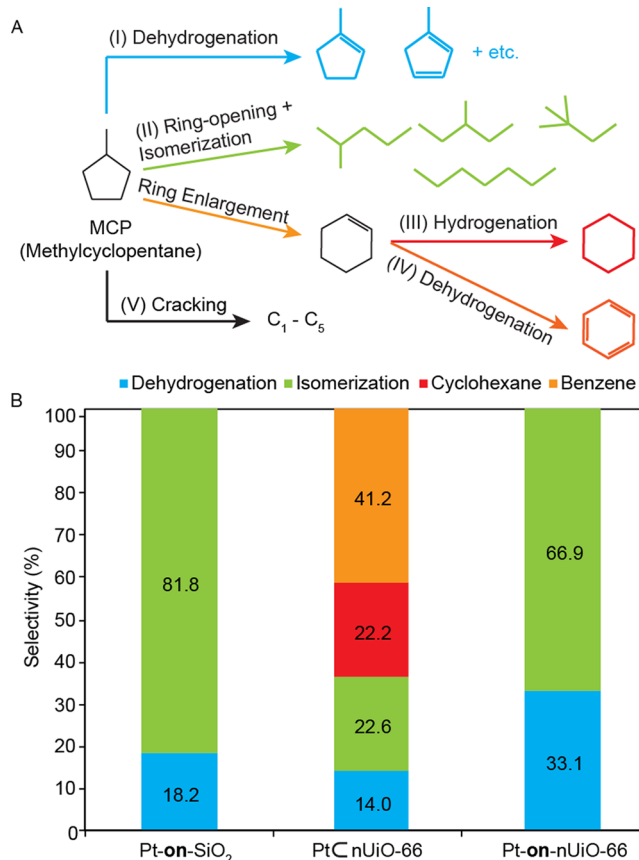 A
(I) Dehydrogenation
+ etc.
(II) Ring-opening +
Isomerization
Ring Enlargement
MCP
(Methylcyclopentane)
(III) Hydrogenation
(IV) Dehydrogenation
(V) Cracking
C₁ - C₅
Dehydrogenation Isomerization Cyclohexane Benzene
B
Selectivity (%)
100
90
80
70
60
50
40
30
20
10
0
81.8
18.2
41.2
22.2
22.6
14.0
66.9
33.1
Pt-on-SiO₂
Pt⊂nUiO-66
Pt-on-nUiO-66